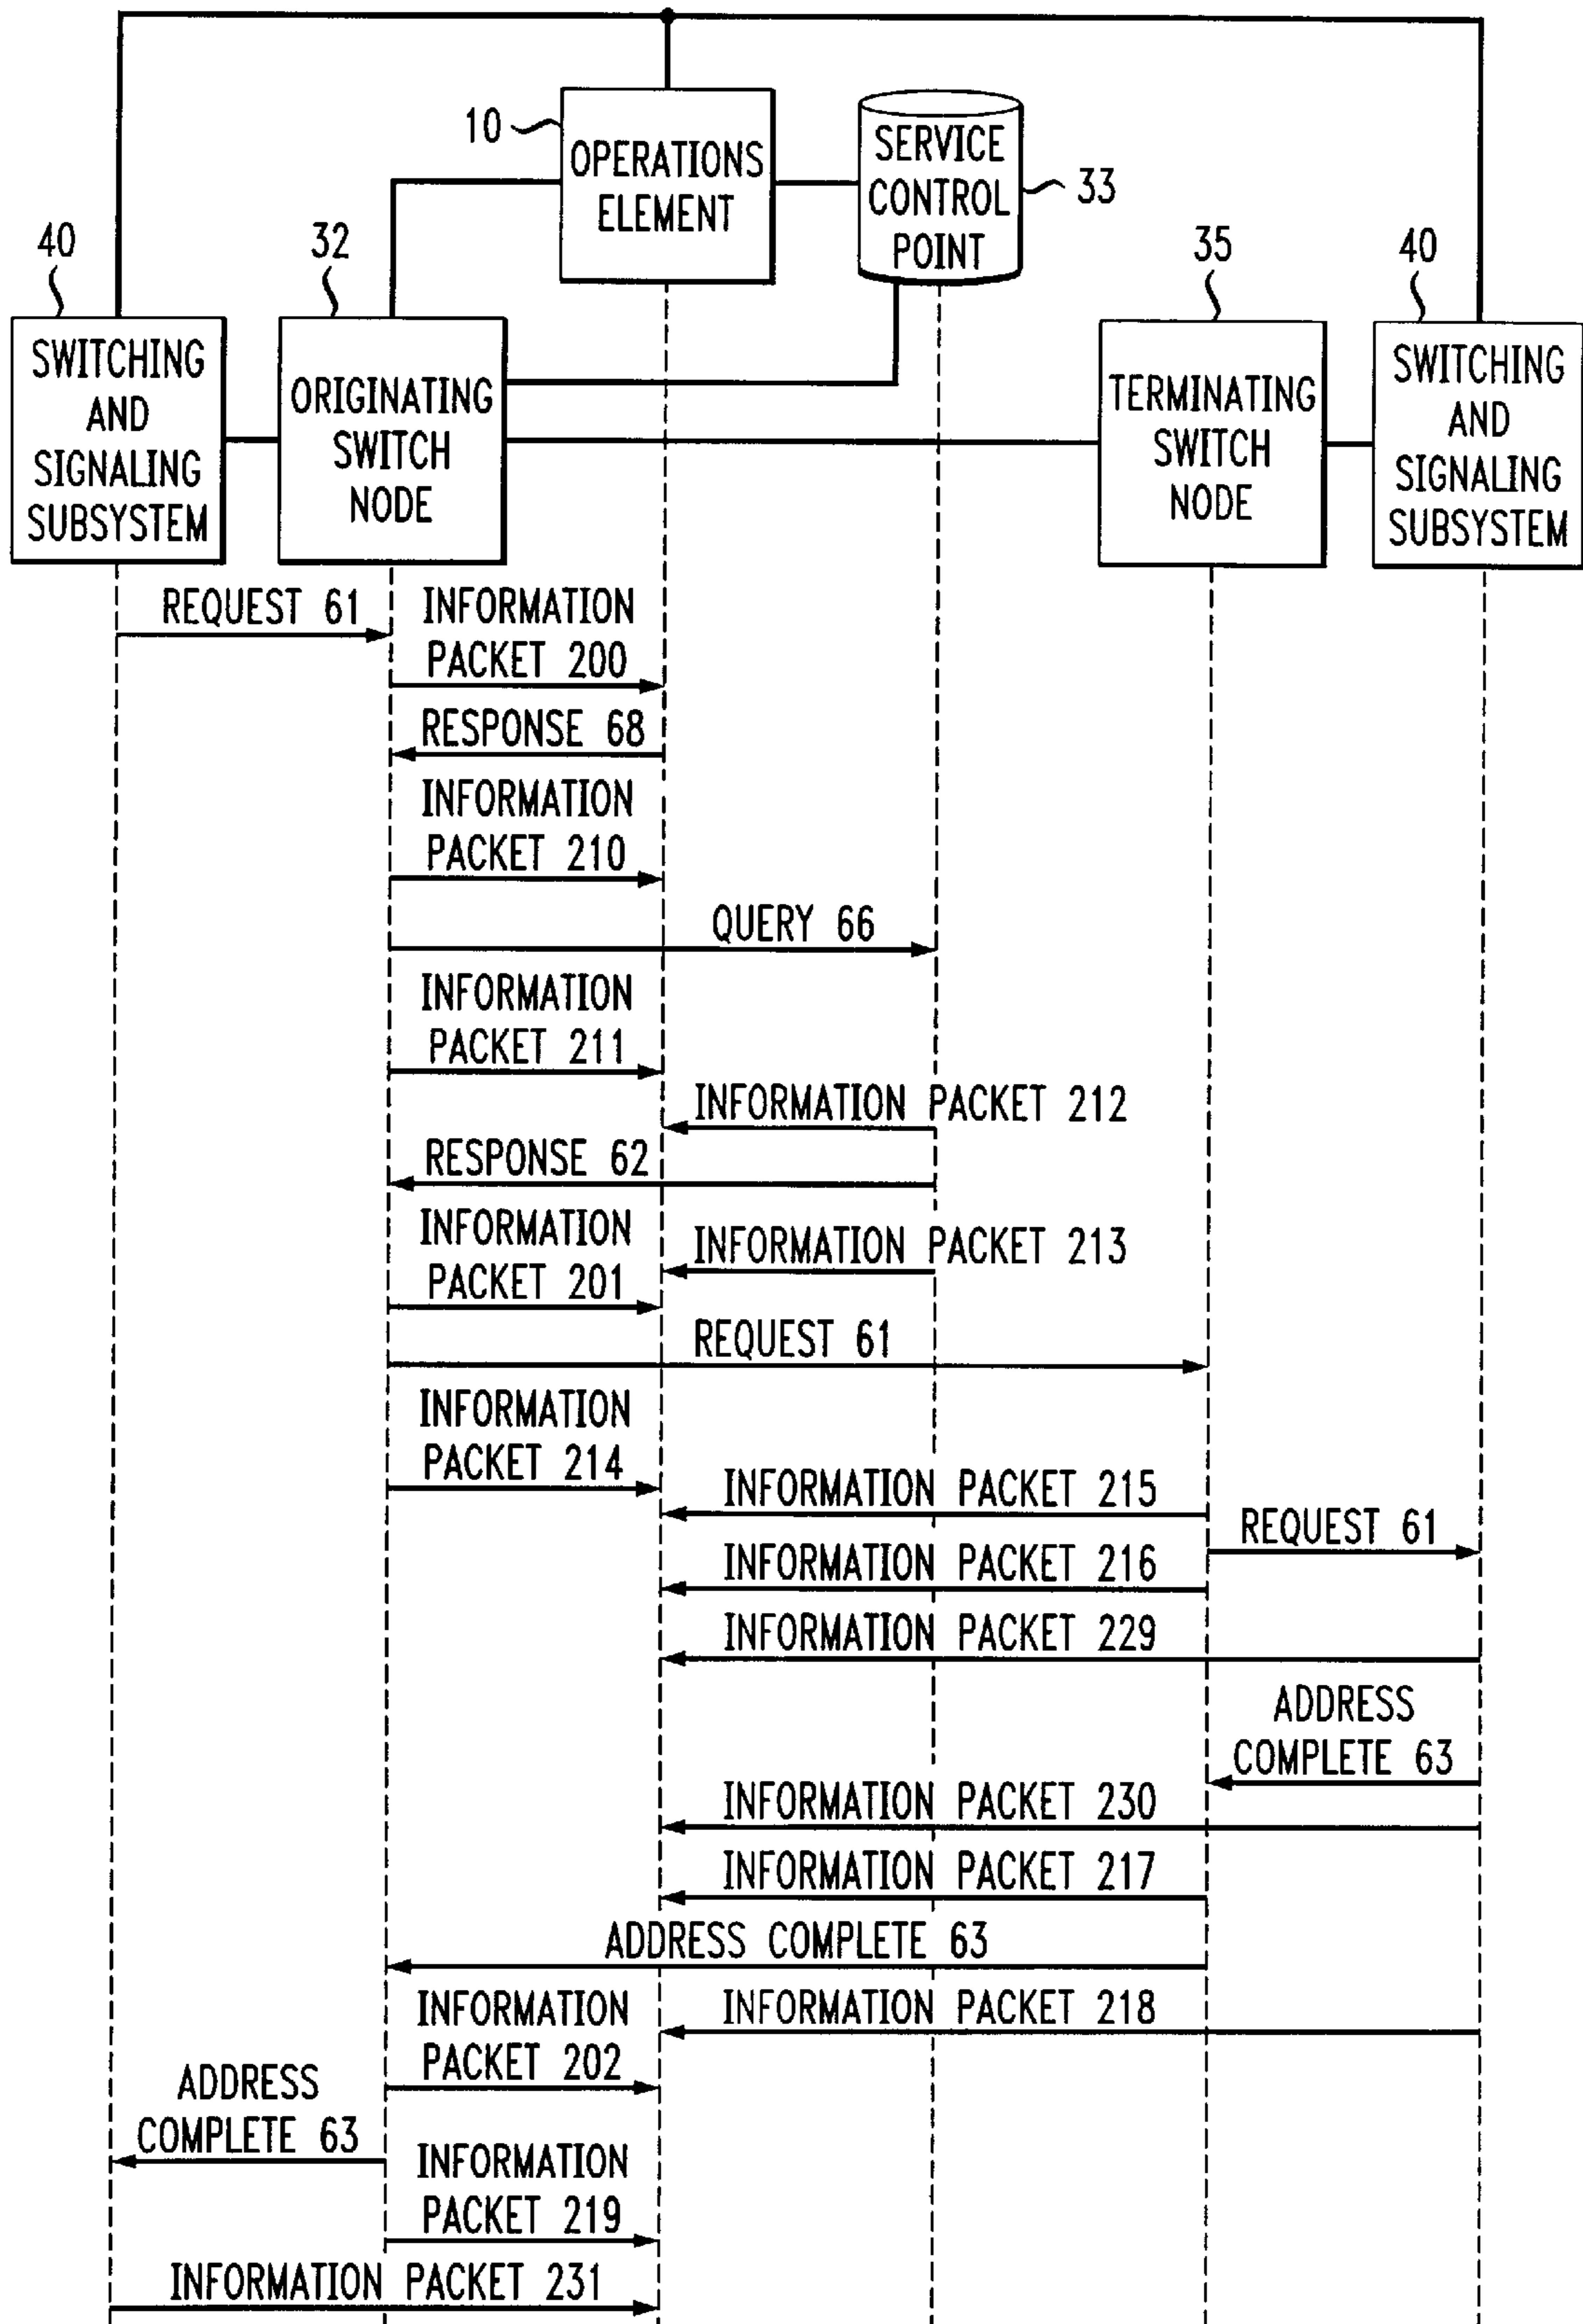 10
OPERATIONS
ELEMENT
SERVICE
CONTROL
POINT
33
40
32
35
40
SWITCHING
AND
SIGNALING
SUBSYSTEM
ORIGINATING
SWITCH
NODE
TERMINATING
SWITCH
NODE
SWITCHING
AND
SIGNALING
SUBSYSTEM
REQUEST 61
INFORMATION
PACKET 200
RESPONSE 68
INFORMATION
PACKET 210
QUERY 66
INFORMATION
PACKET 211
INFORMATION PACKET 212
RESPONSE 62
INFORMATION
PACKET 201
INFORMATION PACKET 213
REQUEST 61
INFORMATION
PACKET 214
INFORMATION PACKET 215
REQUEST 61
INFORMATION PACKET 216
INFORMATION PACKET 229
ADDRESS
COMPLETE 63
INFORMATION PACKET 230
INFORMATION PACKET 217
ADDRESS COMPLETE 63
INFORMATION
PACKET 202
INFORMATION PACKET 218
ADDRESS
COMPLETE 63
INFORMATION
PACKET 219
INFORMATION PACKET 231